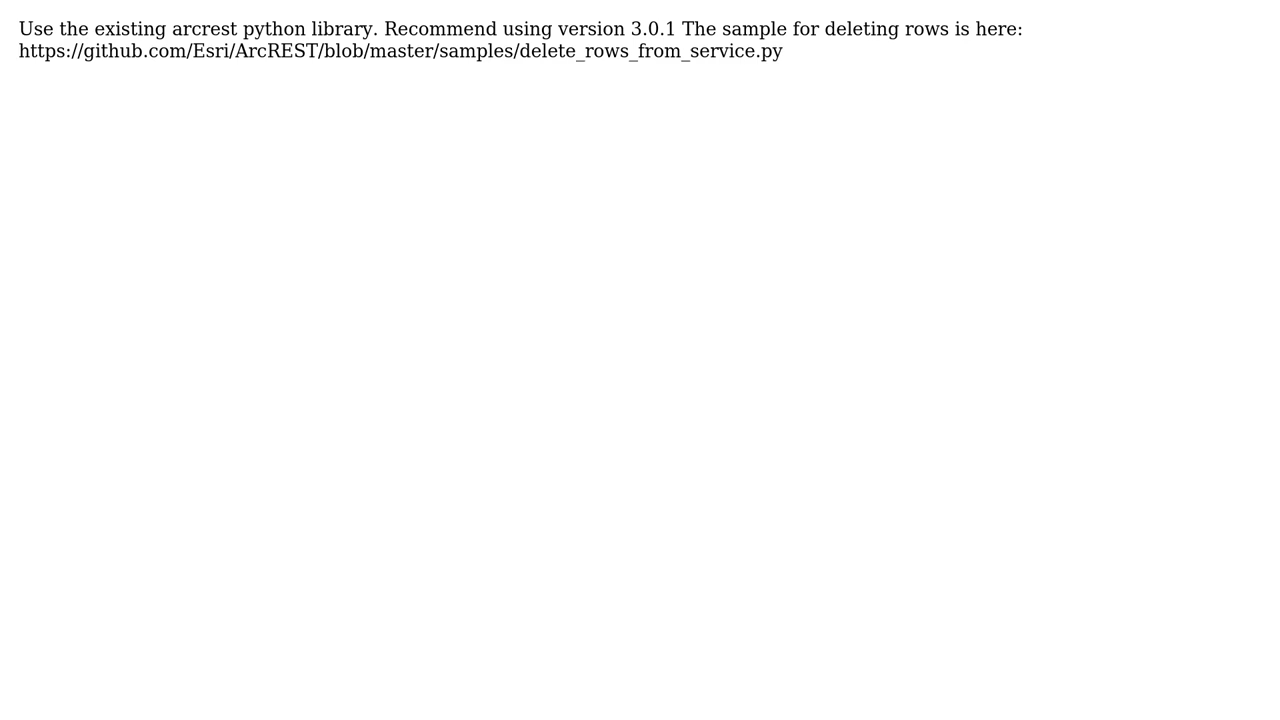 Use the existing arcrest python library. Recommend using version 3.0.1 The sample for deleting rows is here:
https://github.com/Esri/ArcREST/blob/master/samples/delete_rows_from_service.py